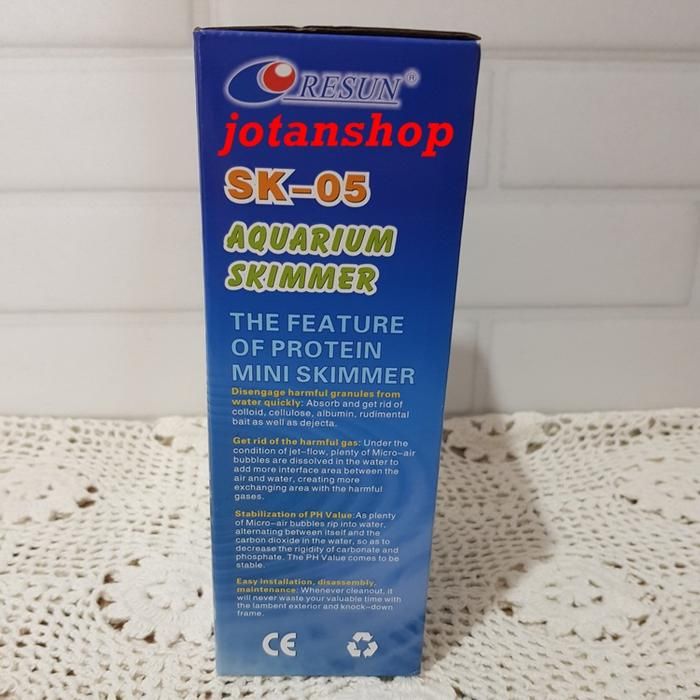 RESUN®
jotanshop
SK-05
AQUARIUM
SKIMMER
THE FEATURE
OF PROTEIN
MINI SKIMMER
Disengage harmful granules from
water quickly: Absorb and get rid of
colloid, cellulose, albumin, rudimental
bait as well as dejecta.
Get rid of the harmful gas: Under the
condition of jet-flow, plenty of Micro-air
bubbles are dissolved in the water to
add more interface area between the
air and water, creating more
exchanging area with the harmful
gases.
Stabilization of PH Value:As plenty
of Micro-air bubbles rip into water,
alternating between itself and the
carbon dioxide in the water, so as to
decrease the rigidity of carbonate and
phosphate. The PH Value comes to be
stable.
Easy installation, disassembly,
maintenance: Whenever cleanout, it
will never waste your valuable time with
the lambent exterior and knock-down
frame.
CE